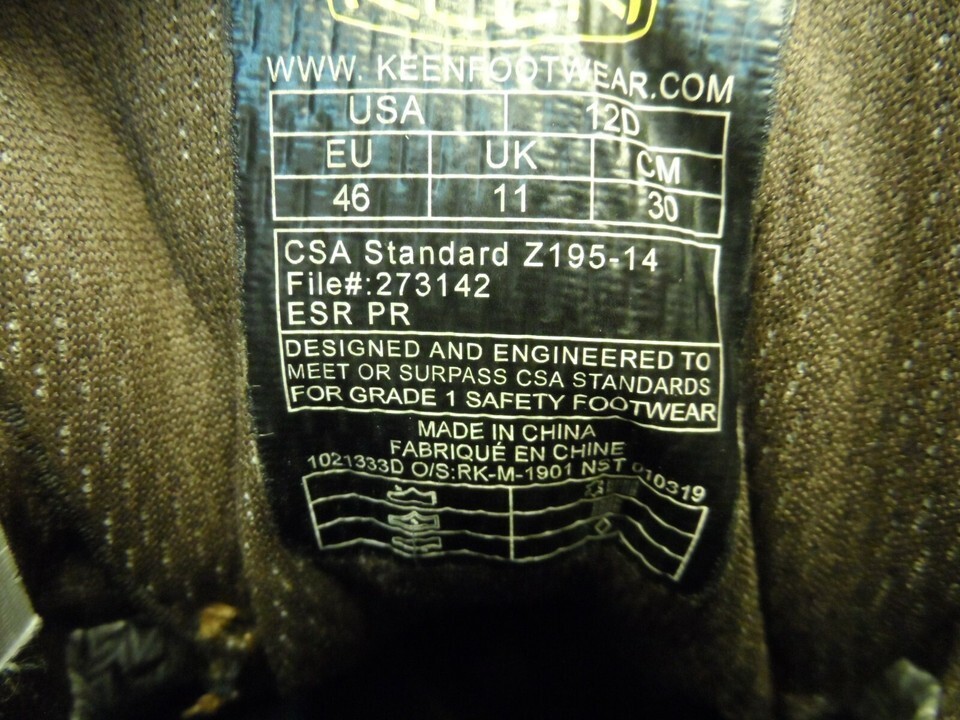 KEEN
WWW.KEENFOOTWEAR.COM
USA 12D
EU UK CM
46 11 30
CSA Standard Z195-14
File#:273142
ESR PR
DESIGNED AND ENGINEERED TO
MEET OR SURPASS CSA STANDARDS
FOR GRADE 1 SAFETY FOOTWEAR
MADE IN CHINA
FABRIQUÉ EN CHINE
1021333D O/S:RK-M-1901 NST 010319